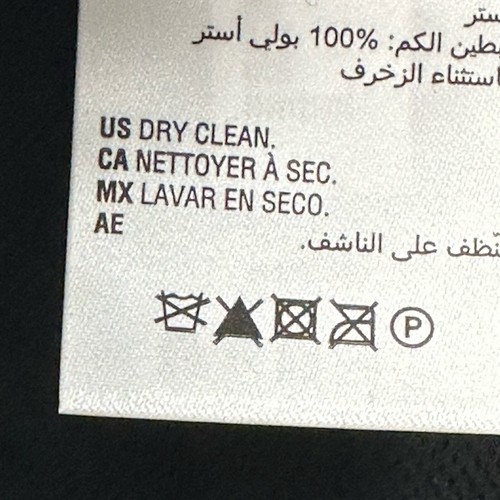 ستر
بطين الكم: 100% بولي أستر
استثناء الزخرف
US DRY CLEAN.
CA NETTOYER À SEC.
MX LAVAR EN SECO.
AE
نظف على الناشف.
P